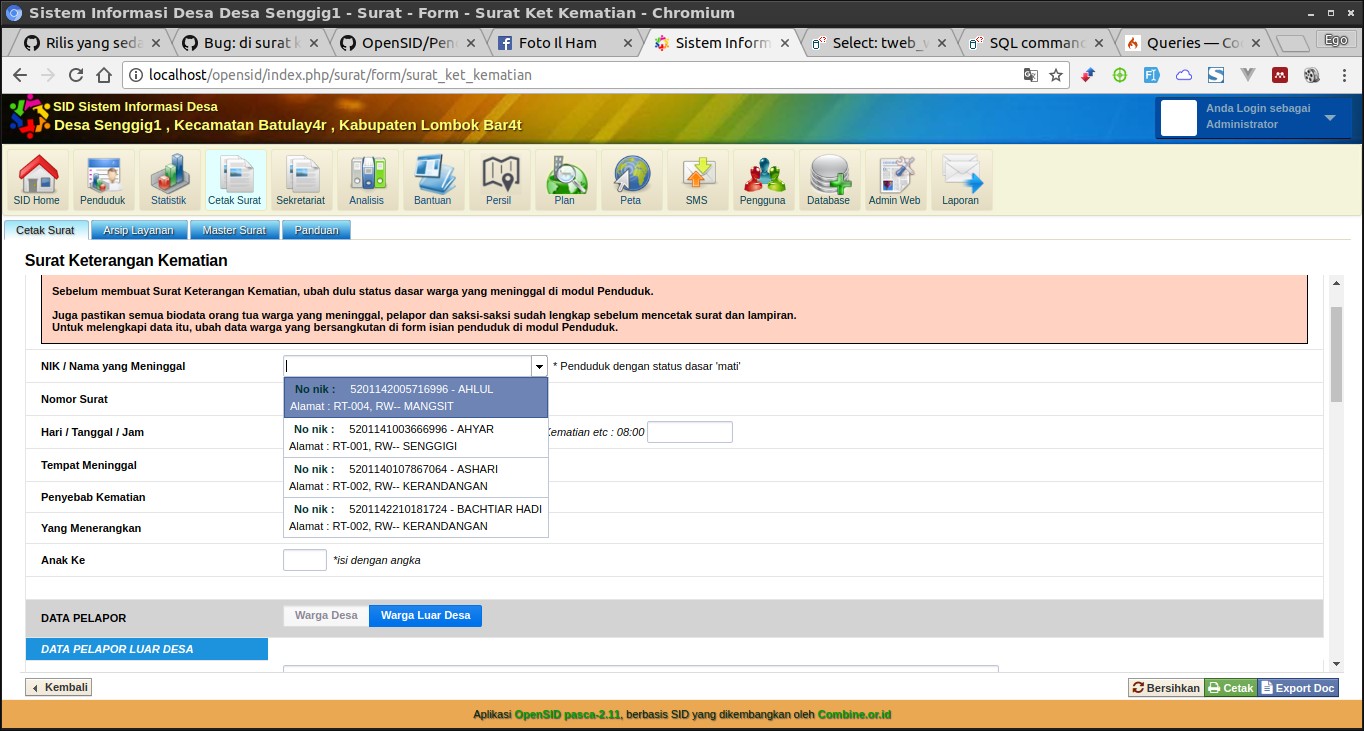 Sistem Informasi Desa Desa Senggig1 - Surat - Form - Surat Ket Kematian - Chromium
Rilis yang seda
Bug: di surat k
OpenSID/Pen
Foto Il Ham
Sistem Inform
Select: tweb_w
SQL command
Queries — Co
Ego
localhost/opensid/index.php/surat/form/surat_ket_kematian
SID Sistem Informasi Desa
Desa Senggig1 , Kecamatan Batulay4r , Kabupaten Lombok Bar4t
Anda Login sebagai
Administrator
SID Home
Penduduk
Statistik
Cetak Surat
Sekretariat
Analisis
Bantuan
Persil
Plan
Peta
SMS
Pengguna
Database
Admin Web
Laporan
Cetak Surat
Arsip Layanan
Master Surat
Panduan
Surat Keterangan Kematian
Sebelum membuat Surat Keterangan Kematian, ubah dulu status dasar warga yang meninggal di modul Penduduk.
Juga pastikan semua biodata orang tua warga yang meninggal, pelapor dan saksi-saksi sudah lengkap sebelum mencetak surat dan lampiran.
Untuk melengkapi data itu, ubah data warga yang bersangkutan di form isian penduduk di modul Penduduk.
NIK / Nama yang Meninggal
* Penduduk dengan status dasar 'mati'
No nik : 5201142005716996 - AHLUL
Alamat : RT-004, RW-- MANGSIT
No nik : 5201141003666996 - AHYAR
Alamat : RT-001, RW-- SENGGIGI
No nik : 5201140107867064 - ASHARI
Alamat : RT-002, RW-- KERANDANGAN
No nik : 5201142210181724 - BACHTIAR HADI
Alamat : RT-002, RW-- KERANDANGAN
Nomor Surat
Hari / Tanggal / Jam
Kematian etc : 08:00
Tempat Meninggal
Penyebab Kematian
Yang Menerangkan
Anak Ke
*isi dengan angka
DATA PELAPOR
Warga Desa
Warga Luar Desa
DATA PELAPOR LUAR DESA
Kembali
Bersihkan
Cetak
Export Doc
Aplikasi OpenSID pasca-2.11, berbasis SID yang dikembangkan oleh Combine.or.id